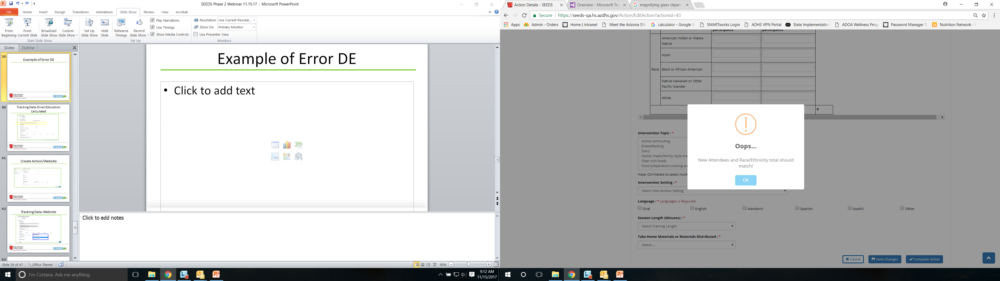 SEEDS Phase 2 Webinar 11.15.17 - Microsoft PowerPoint
File Home Insert Design Transitions Animations Slide Show Review View Acrobat
From Beginning
From Current Slide
Broadcast Slide Show
Custom Slide Show
Start Slide Show
Set Up Slide Show
Hide Slide
Rehearse Timings
Record Slide Show
Play Narrations
Use Timings
Show Media Controls
Set Up
Resolution: Use Current Resolut...
Show On: Primary Monitor
Use Presenter View
Monitors
Slides Outline
39
Example of Error DE
SEEDS
40
Tracking Data-Direct Education
Calculated
SEEDS
41
Create Action/Website
SEEDS
42
Tracking Data-Website
SEEDS
43
Example of Error DE
• Click to add text
Click to add notes
Slide 39 of 47 "1_Office Theme" 90%
I'm Cortana. Ask me anything.
9:12 AM
11/15/2017
Action Details - SEEDS
Overview - Microsoft Tea
magnifying glass clipart
Secure https://seeds-qa.hs.azdhs.gov/Action/EditAction?actionid=43
Apps Admin - Orders Home | Intranet Meet the Arizona SN calculator - Google S SMARTworks Login ADHS VPN Portal State Implementation ADOA Wellness Prog Password Manager T Nutrition Network -
participants participants
Race
American Indian or Alaska
Native
Asian
Black or African American
Native Hawaiian or Other
Pacific Islander
White
0
Intervention Topic : *
Active commuting
Breastfeeding
Dairy
Family meals/family-style me
Fiber-rich foods
Food preparation/cooking an
Note: Ctrl+Select to select multi
Oops...
New Attendees and Race/Ethnicity total should
match!
OK
Intervention Setting : *
Select Intervention Setting
Language : * Languages is Required
Diné English Mandarin Spanish Swahili Other
Session Length (Minutes) : *
Select Training Length
Take Home Materials or Materials Distributed : *
Select.....
Cancel Save Changes Complete Action